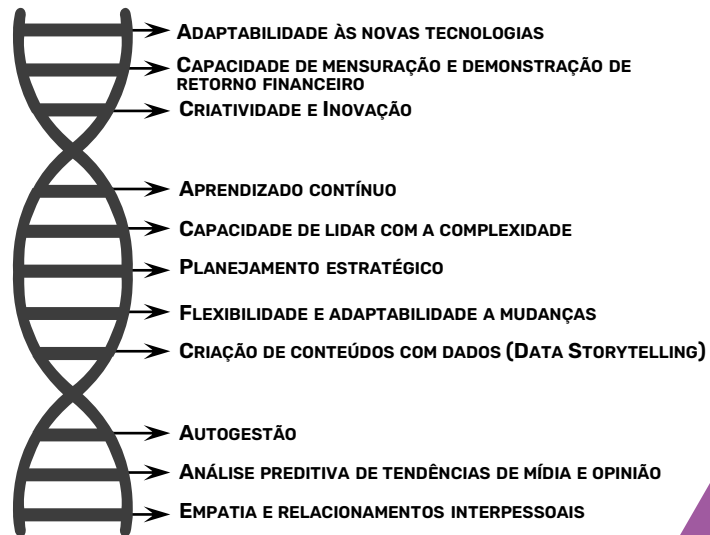 Adaptabilidade às novas tecnologias
Capacidade de mensuração e demonstração de
retorno financeiro
Criatividade e Inovação
Aprendizado contínuo
Capacidade de lidar com a complexidade
Planejamento estratégico
Flexibilidade e adaptabilidade a mudanças
Criação de conteúdos com dados (Data Storytelling)
Autogestão
Análise preditiva de tendências de mídia e opinião
Empatia e relacionamentos interpessoais